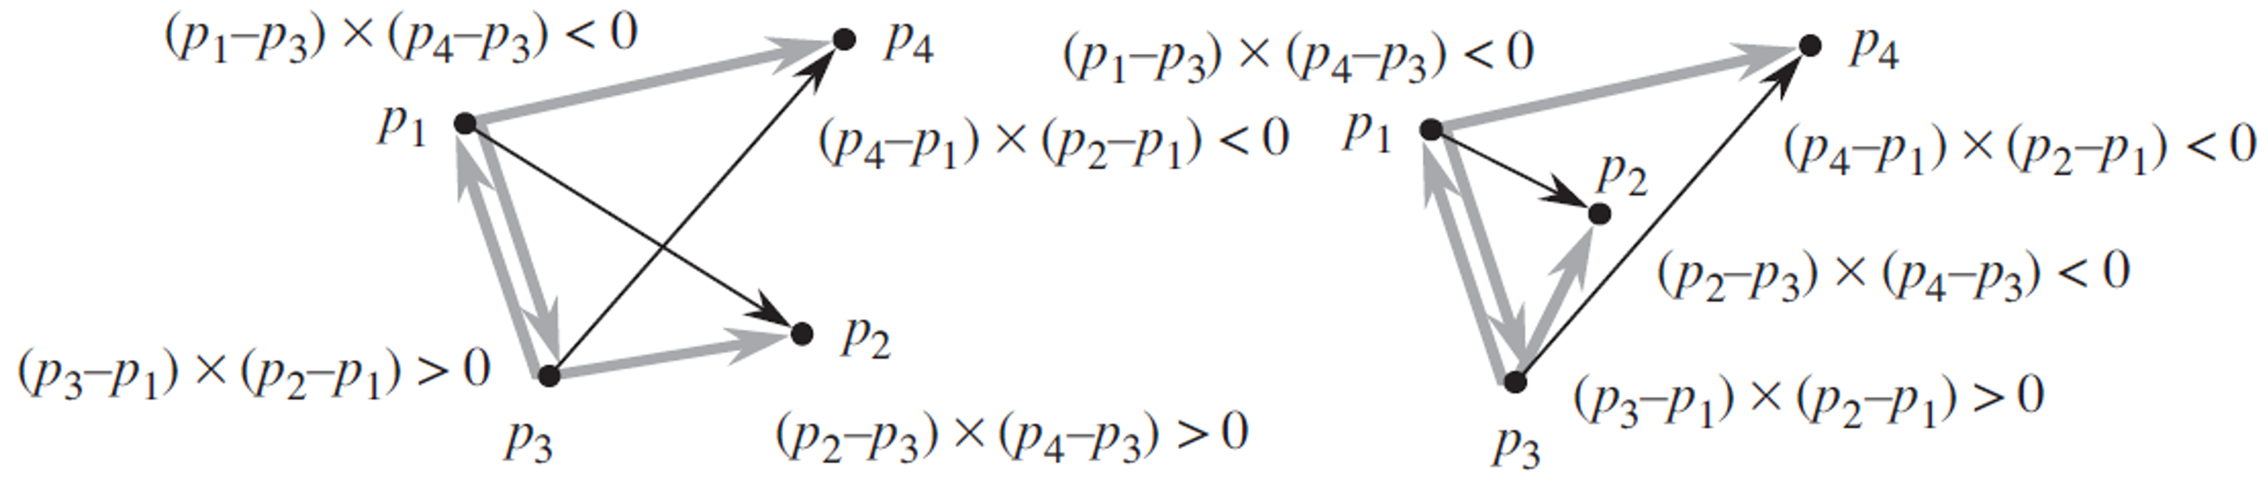 (p₁–p₃) × (p₄–p₃) < 0
p₄
p₁
(p₄–p₁) × (p₂–p₁) < 0
p₂
(p₃–p₁) × (p₂–p₁) > 0
p₃
(p₂–p₃) × (p₄–p₃) > 0
(p₁–p₃) × (p₄–p₃) < 0
p₄
p₁
(p₄–p₁) × (p₂–p₁) < 0
p₂
(p₂–p₃) × (p₄–p₃) < 0
(p₃–p₁) × (p₂–p₁) > 0
p₃